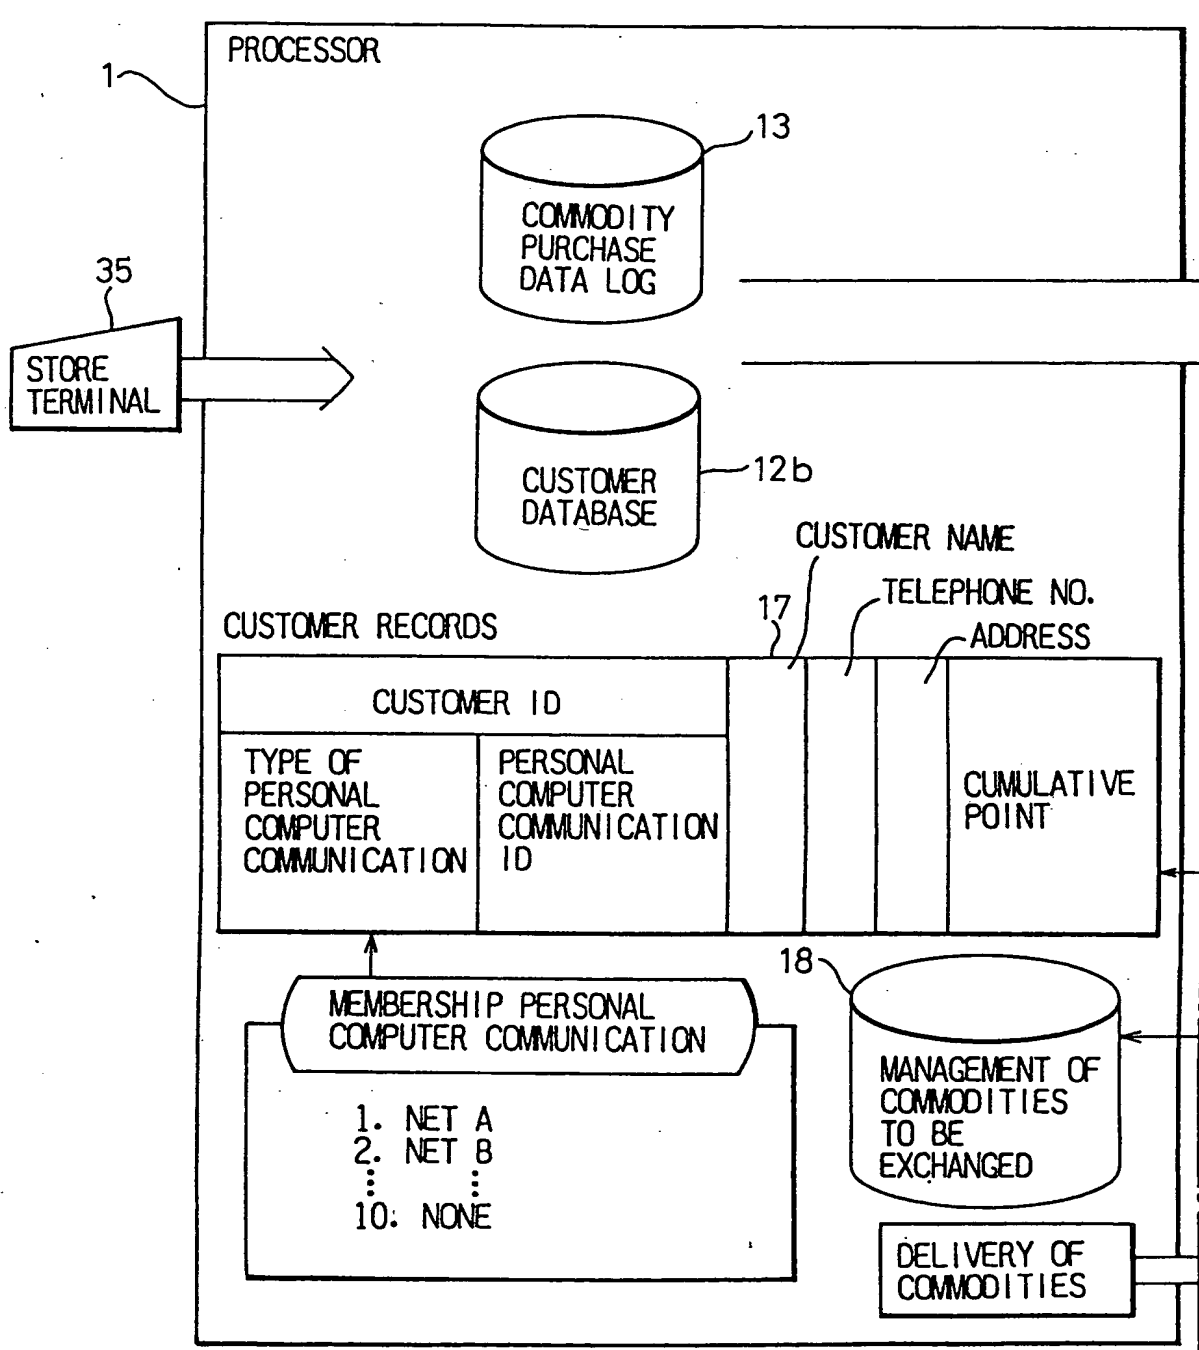 PROCESSOR
1
13
COMMODITY
PURCHASE
DATA LOG
35
STORE
TERMINAL
CUSTOMER
DATABASE
12b
CUSTOMER NAME
17
TELEPHONE NO.
ADDRESS
CUSTOMER RECORDS
CUSTOMER ID
TYPE OF
PERSONAL
COMPUTER
COMMUNICATION
PERSONAL
COMPUTER
COMMUNICATION
ID
CUMULATIVE
POINT
MEMBERSHIP PERSONAL
COMPUTER COMMUNICATION
1. NET A
2. NET B
10. NONE
18
MANAGEMENT OF
COMMODITIES
TO BE
EXCHANGED
DELIVERY OF
COMMODITIES